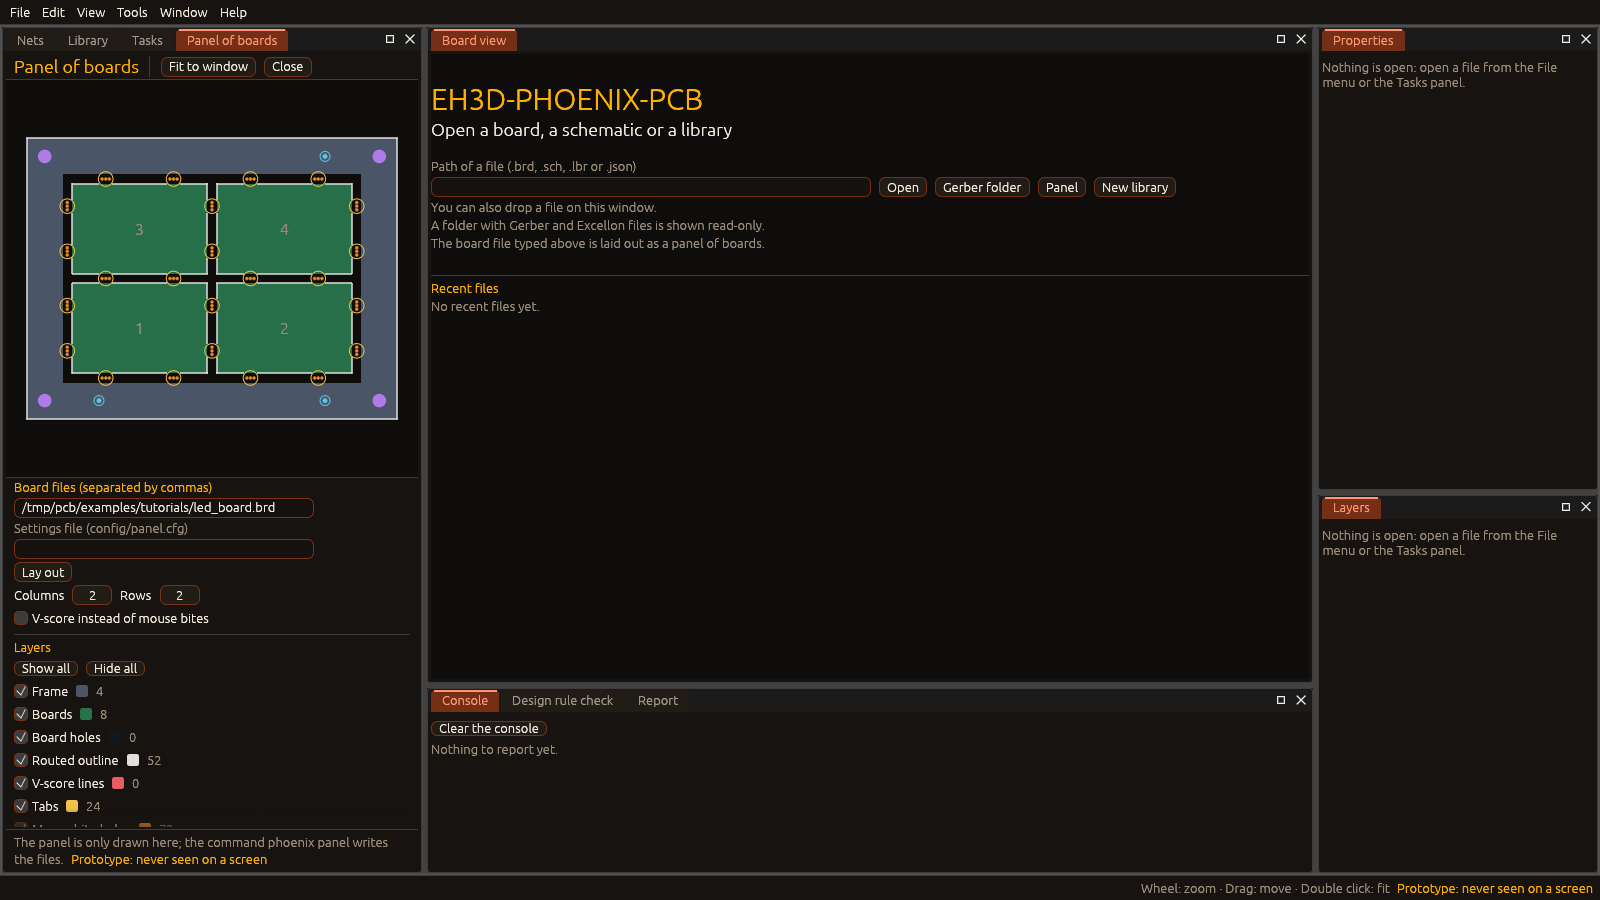 File Edit View Tools Window Help
Nets Library Tasks Panel of boards
Panel of boards Fit to window Close
3 4
1 2
Board files (separated by commas)
/tmp/pcb/examples/tutorials/led_board.brd
Settings file (config/panel.cfg)
Lay out
Columns 2 Rows 2
V-score instead of mouse bites
Layers
Show all Hide all
Frame 4
Boards 8
Board holes 0
Routed outline 52
V-score lines 0
Tabs 24
The panel is only drawn here; the command phoenix panel writes
the files. Prototype: never seen on a screen
Board view
EH3D-PHOENIX-PCB
Open a board, a schematic or a library
Path of a file (.brd, .sch, .lbr or .json)
Open Gerber folder Panel New library
You can also drop a file on this window.
A folder with Gerber and Excellon files is shown read-only.
The board file typed above is laid out as a panel of boards.
Recent files
No recent files yet.
Console Design rule check Report
Clear the console
Nothing to report yet.
Properties
Nothing is open: open a file from the File
menu or the Tasks panel.
Layers
Nothing is open: open a file from the File
menu or the Tasks panel.
Wheel: zoom · Drag: move · Double click: fit Prototype: never seen on a screen